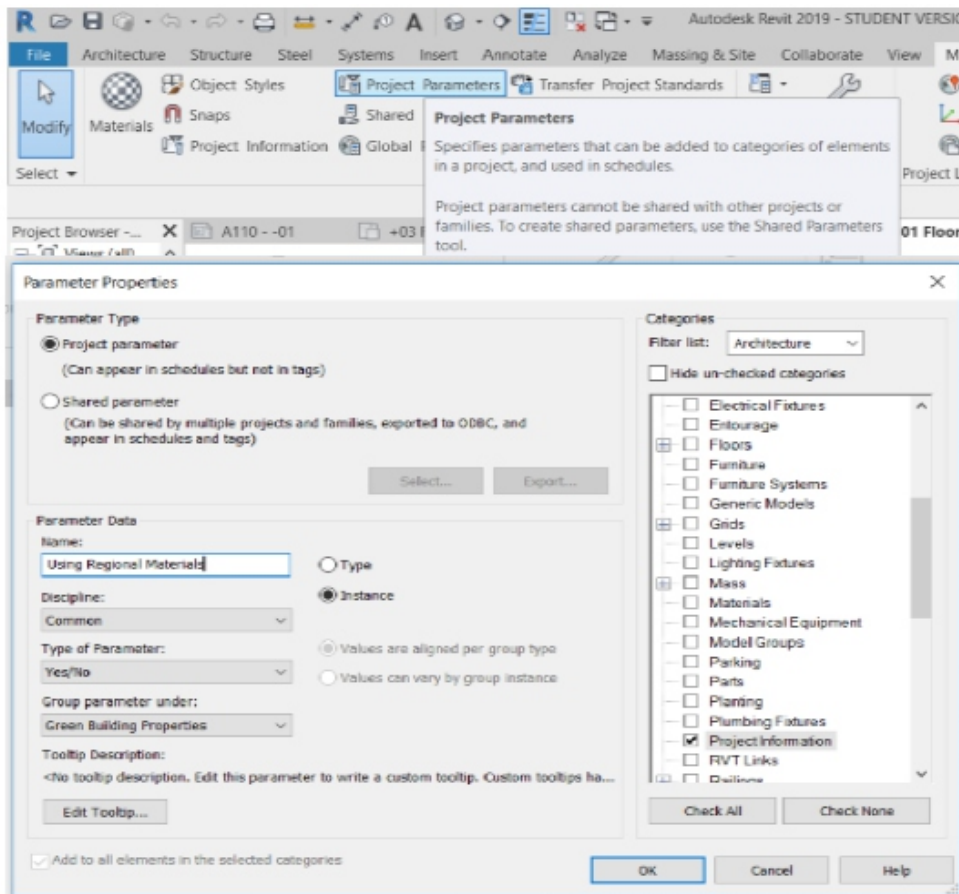 Autodesk Revit 2019 - STUDENT VERSIO
File Architecture Structure Steel Systems Insert Annotate Analyze Massing & Site Collaborate View M
Modify
Materials
Object Styles
Snaps
Project Information
Project Parameters
Shared
Global
Transfer Project Standards
Select
Project L
Project Parameters
Specifies parameters that can be added to categories of elements
in a project, and used in schedules.
Project parameters cannot be shared with other projects or
families. To create shared parameters, use the Shared Parameters
tool.
Project Browser -...
A110 - -01
+03
01 Floor
Views (all)
Parameter Properties
Parameter Type
Project parameter
(Can appear in schedules but not in tags)
Shared parameter
(Can be shared by multiple projects and families, exported to ODBC, and
appear in schedules and tags)
Select...
Export...
Parameter Data
Name:
Using Regional Materials
Type
Discipline:
Instance
Common
Type of Parameter:
Values are aligned per group type
Yes/No
Values can vary by group instance
Group parameter under:
Green Building Properties
Tooltip Description:
<No tooltip description. Edit this parameter to write a custom tooltip. Custom tooltips ha...
Edit Tooltip...
Add to all elements in the selected categories
Categories
Filter list: Architecture
Hide un-checked categories
Electrical Fixtures
Entourage
Floors
Furniture
Furniture Systems
Generic Models
Grids
Levels
Lighting Fixtures
Mass
Materials
Mechanical Equipment
Model Groups
Parking
Parts
Planting
Plumbing Fixtures
Project Information
RVT Links
Railings
Check All
Check None
OK
Cancel
Help